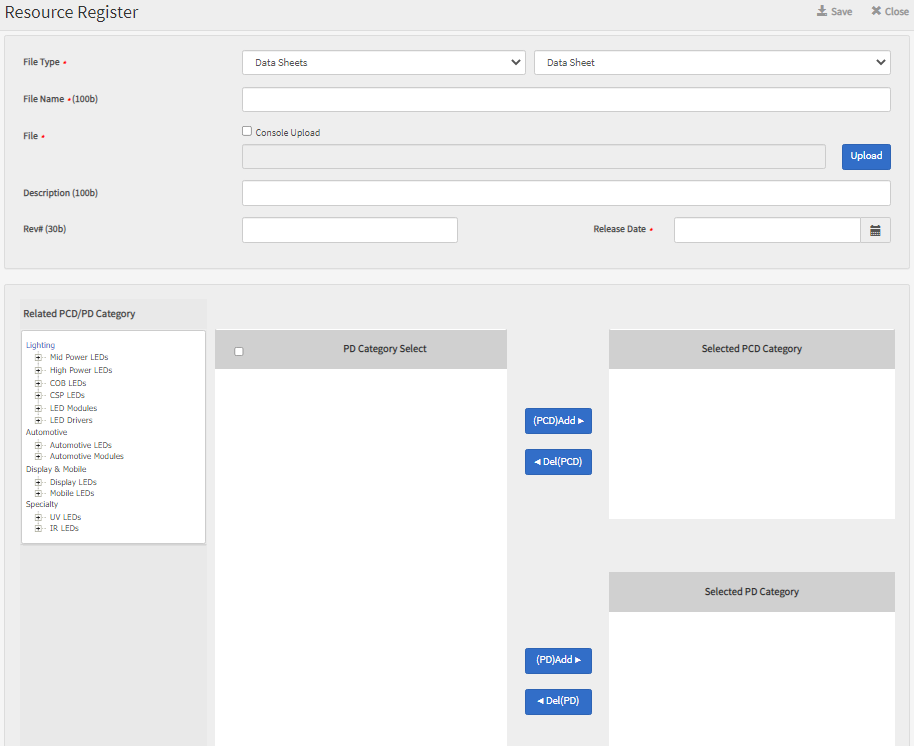 Resource Register
Save
Close
File Type •
Data Sheets
Data Sheet
File Name • (100b)
File •
Console Upload
Upload
Description (100b)
Rev# (30b)
Release Date •
Related PCD/PD Category
Lighting
Mid Power LEDs
High Power LEDs
COB LEDs
CSP LEDs
LED Modules
LED Drivers
Automotive
Automotive LEDs
Automotive Modules
Display & Mobile
Display LEDs
Mobile LEDs
Specialty
UV LEDs
IR LEDs
PD Category Select
(PCD)Add ▶
◀ Del(PCD)
Selected PCD Category
Selected PD Category
(PD)Add ▶
◀ Del(PD)